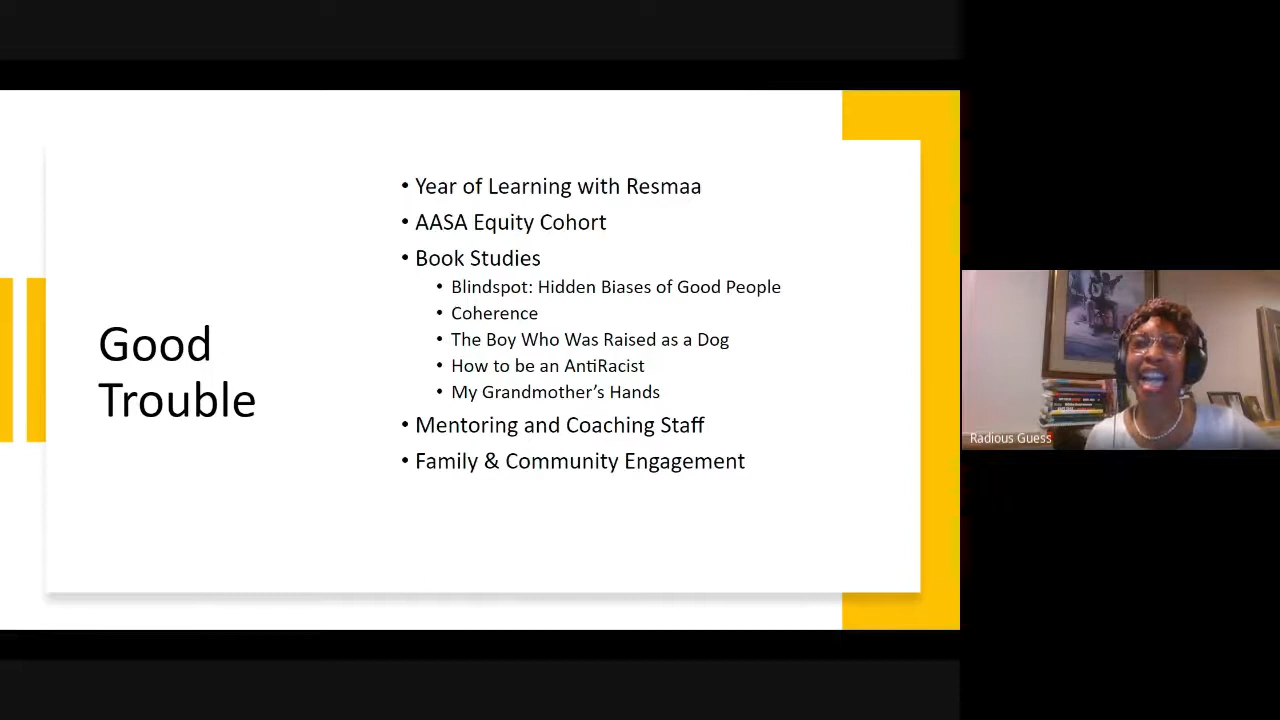 Good
Trouble
• Year of Learning with Resmaa
• AASA Equity Cohort
• Book Studies
• Blindspot: Hidden Biases of Good People
• Coherence
• The Boy Who Was Raised as a Dog
• How to be an AntiRacist
• My Grandmother’s Hands
• Mentoring and Coaching Staff
• Family & Community Engagement
Radious Guess